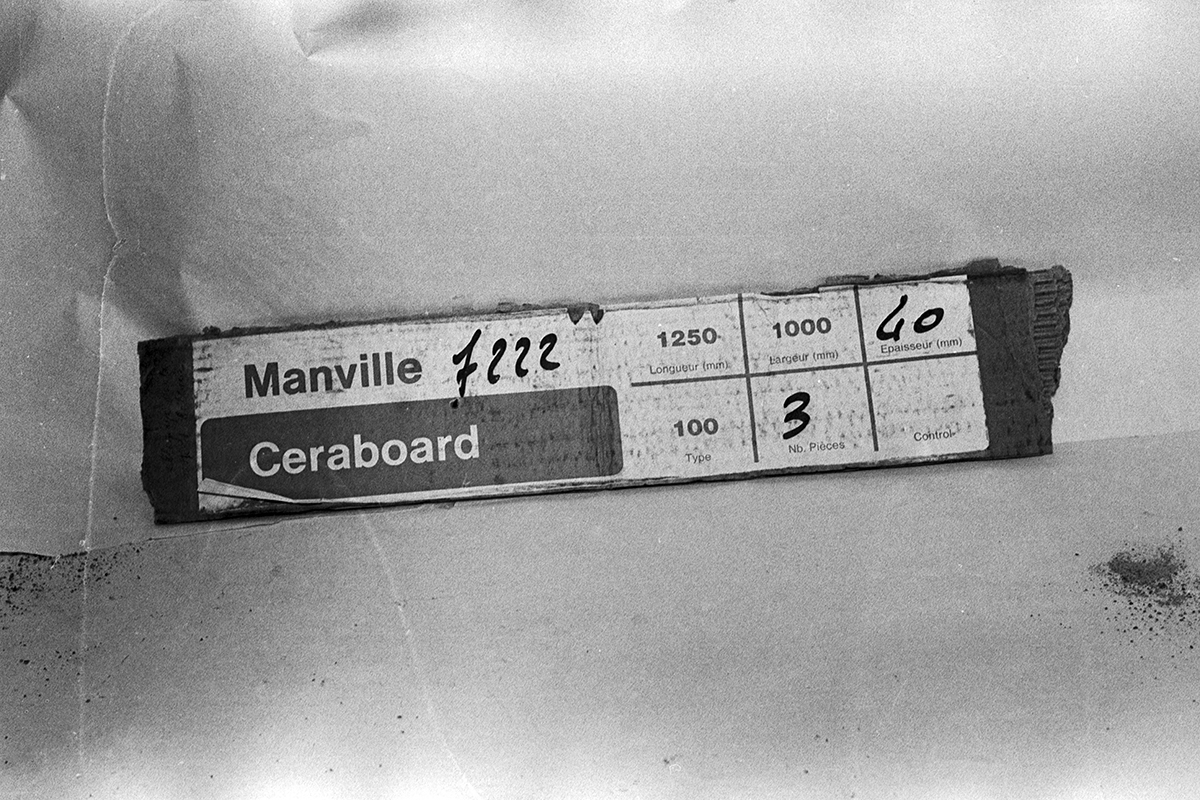 Manville 7222
Ceraboard
1250
Longueur (mm)
1000
Largeur (mm)
40
Epaisseur (mm)
100
Type
3
Nb. Pièces
Control